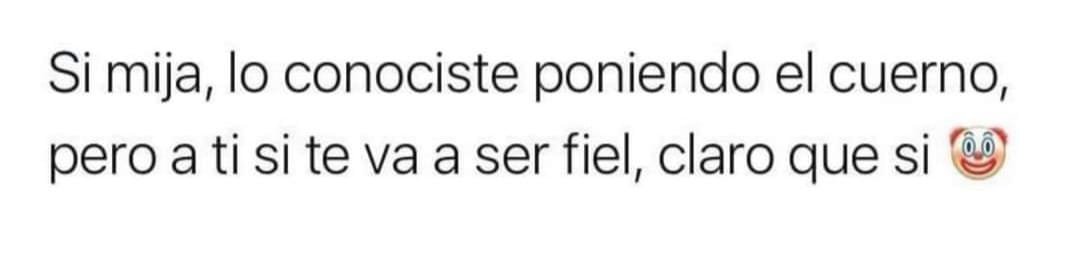 Si mija, lo conociste poniendo el cuerno,
pero a ti si te va a ser fiel, claro que si 🤡